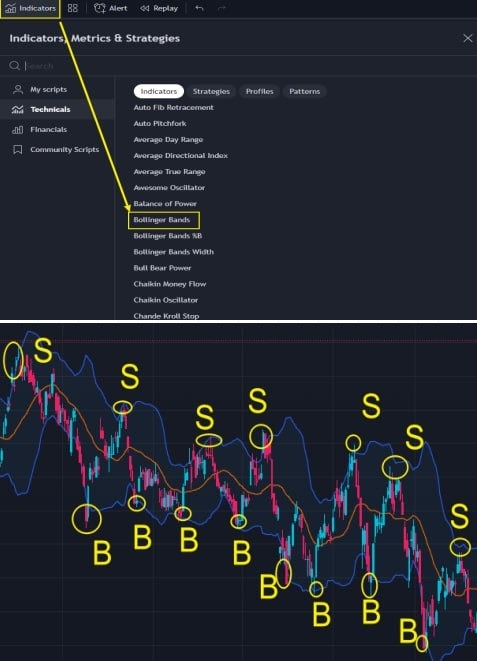 Indicators Alert Replay
Indicators, Metrics & Strategies
Search
My scripts
Technicals
Financials
Community Scripts
Indicators Strategies Profiles Patterns
Auto Fib Retracement
Auto Pitchfork
Average Day Range
Average Directional Index
Average True Range
Awesome Oscillator
Balance of Power
Bollinger Bands
Bollinger Bands %B
Bollinger Bands Width
Bull Bear Power
Chaikin Money Flow
Chaikin Oscillator
Chande Kroll Stop
S
S
S
S
S
S
S
B
B
B
B
B
B
B
B